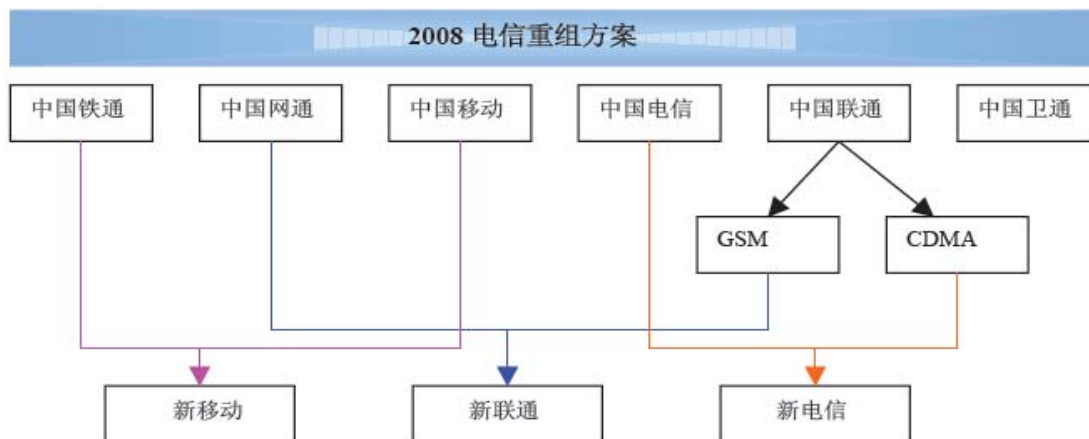 2008 电信重组方案
中国铁通
中国网通
中国移动
中国电信
中国联通
中国卫通
GSM
CDMA
新移动
新联通
新电信